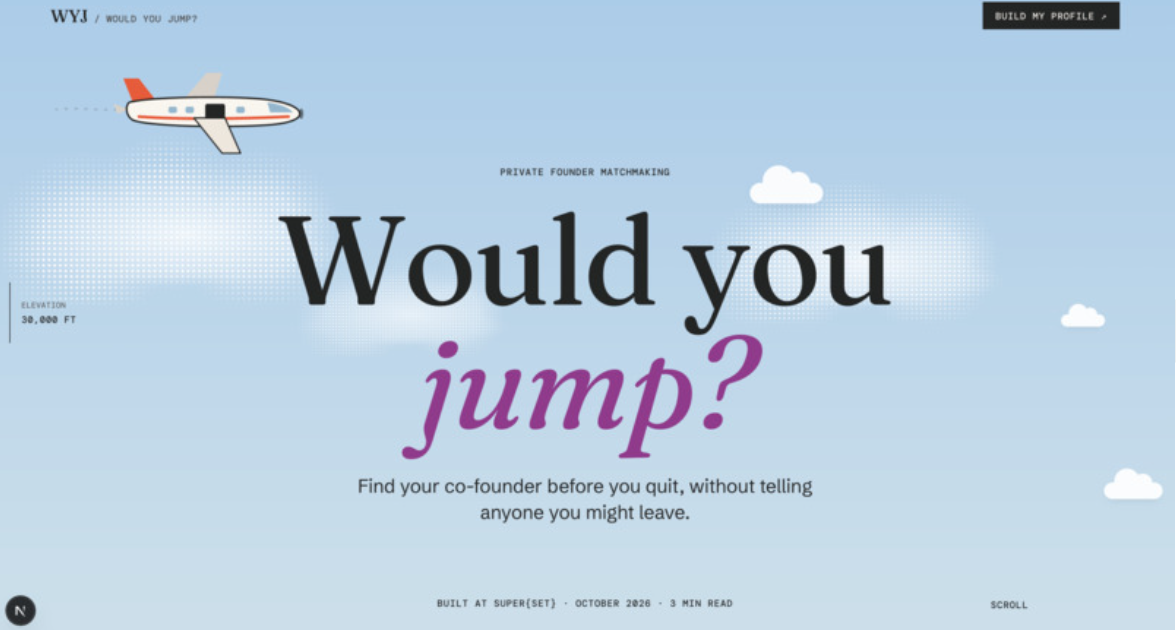 WYJ / WOULD YOU JUMP?
BUILD MY PROFILE ↗
PRIVATE FOUNDER MATCHMAKING
Would you
jump?
ELEVATION
30,000 FT
Find your co-founder before you quit, without telling
anyone you might leave.
BUILT AT SUPER{SET} · OCTOBER 2026 · 3 MIN READ
SCROLL
N